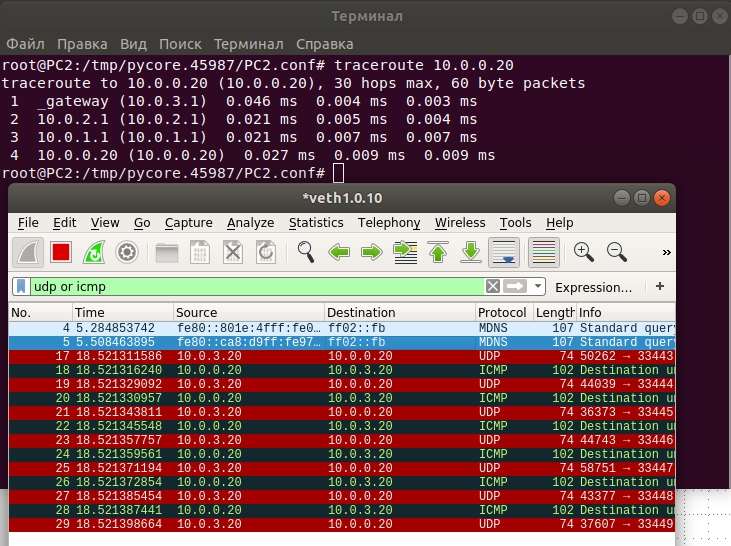 Терминал
Файл Правка Вид Поиск Терминал Справка
root@PC2:/tmp/pycore.45987/PC2.conf# traceroute 10.0.0.20
traceroute to 10.0.0.20 (10.0.0.20), 30 hops max, 60 byte packets
1 _gateway (10.0.3.1) 0.046 ms 0.004 ms 0.003 ms
2 10.0.2.1 (10.0.2.1) 0.021 ms 0.005 ms 0.004 ms
3 10.0.1.1 (10.0.1.1) 0.021 ms 0.007 ms 0.007 ms
4 10.0.0.20 (10.0.0.20) 0.027 ms 0.009 ms 0.009 ms
root@PC2:/tmp/pycore.45987/PC2.conf#
*veth1.0.10
File Edit View Go Capture Analyze Statistics Telephony Wireless Tools Help
»
udp or icmp Expression… +
No. Time Source Destination Protocol Length Info
4 5.284853742 fe80::801e:4fff:fe0… ff02::fb MDNS 107 Standard query
5 5.508463895 fe80::ca8:d9ff:fe97… ff02::fb MDNS 107 Standard query
17 18.521311586 10.0.3.20 10.0.0.20 UDP 74 50262 → 33443
18 18.521316240 10.0.0.20 10.0.3.20 ICMP 102 Destination un
19 18.521329092 10.0.3.20 10.0.0.20 UDP 74 44039 → 33444
20 18.521330957 10.0.0.20 10.0.3.20 ICMP 102 Destination un
21 18.521343811 10.0.3.20 10.0.0.20 UDP 74 36373 → 33445
22 18.521345548 10.0.0.20 10.0.3.20 ICMP 102 Destination un
23 18.521357757 10.0.3.20 10.0.0.20 UDP 74 44743 → 33446
24 18.521359561 10.0.0.20 10.0.3.20 ICMP 102 Destination un
25 18.521371194 10.0.3.20 10.0.0.20 UDP 74 58751 → 33447
26 18.521372854 10.0.0.20 10.0.3.20 ICMP 102 Destination un
27 18.521385454 10.0.3.20 10.0.0.20 UDP 74 43377 → 33448
28 18.521387441 10.0.0.20 10.0.3.20 ICMP 102 Destination un
29 18.521398664 10.0.3.20 10.0.0.20 UDP 74 37607 → 33449